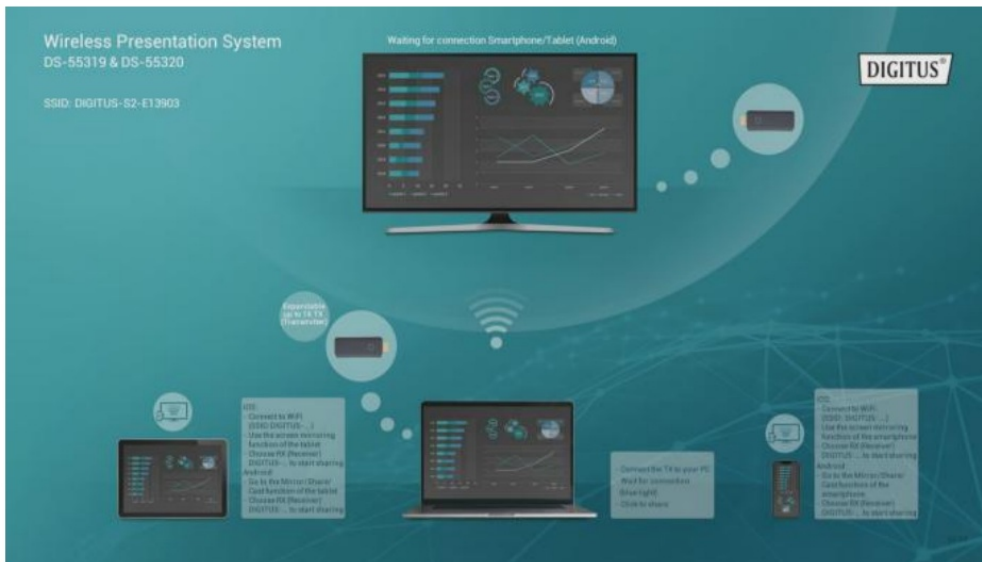 Wireless Presentation System
DS-55319 & DS-55320
SSID: DIGITUS-S2-E13903
Waiting for connection Smartphone/Tablet (Android)
DIGITUS®
Expandable
up to
(Transmitter)
iOS:
- Connect to WiFi
(SSID DIGITUS-...)
- Use the screen mirroring
function of the tablet
- Choose RX (Receiver)
DIGITUS-... to start sharing
Android:
- Go to the Mirror/Share/
Cast function of the tablet
- Choose RX (Receiver)
DIGITUS-... to start sharing
- Connect the TX to your PC
- Wait for connection
(blue light)
- Click to share
iOS:
- Connect to WiFi
(SSID: DIGITUS-...)
- Use the screen mirroring
function of the smartphone
- Choose RX (Receiver)
DIGITUS-... to start sharing
Android:
- Go to the Mirror/Share/
Cast function of the
smartphone
- Choose RX (Receiver)
DIGITUS-... to start sharing